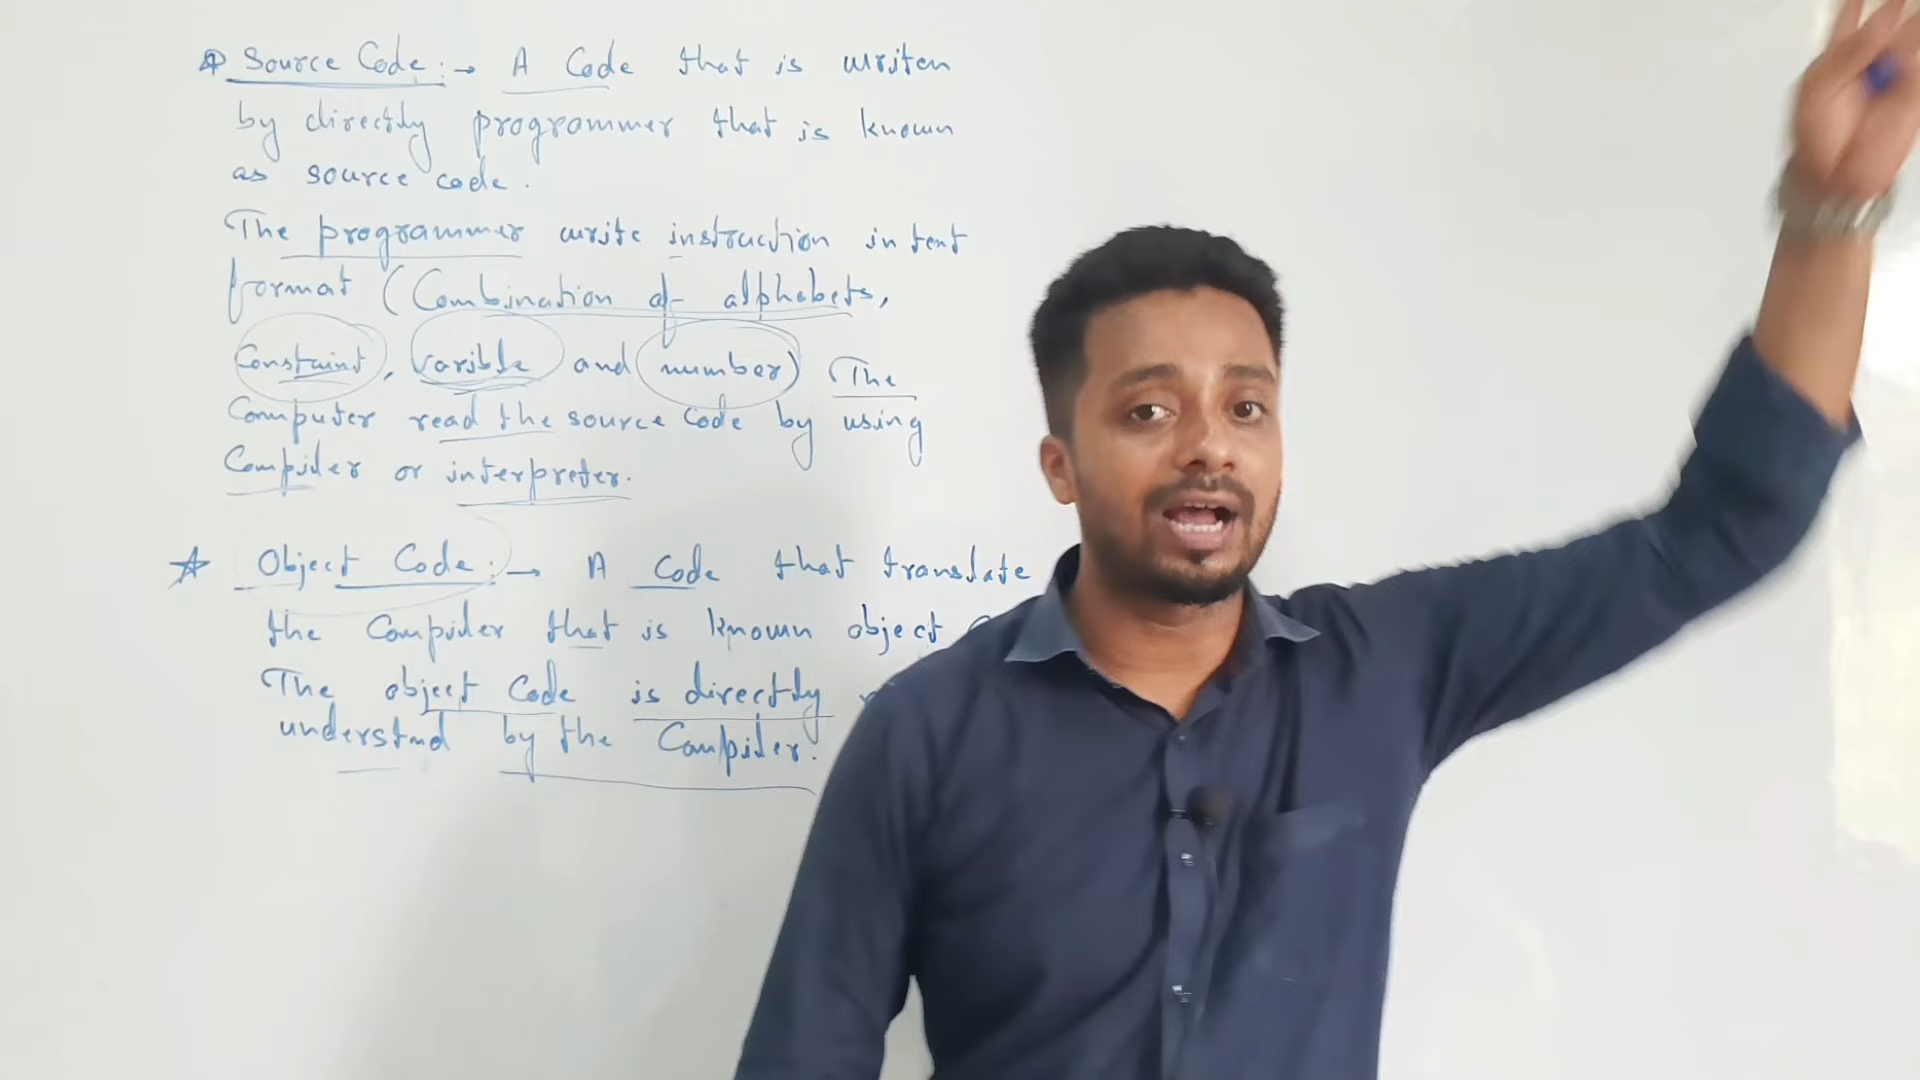 Source Code :→ A Code that is writen
by directly programmer that is known
as source code.
The programmer write instruction in text
format (Combination of alphabets,
Constaint, varible and number) The
Computer read the source code by using
Compiler or interpreter.
☆ Object Code :→ A Code that translate
the Compiler that is known object
The object Code is directly
understnd by the Compiler.